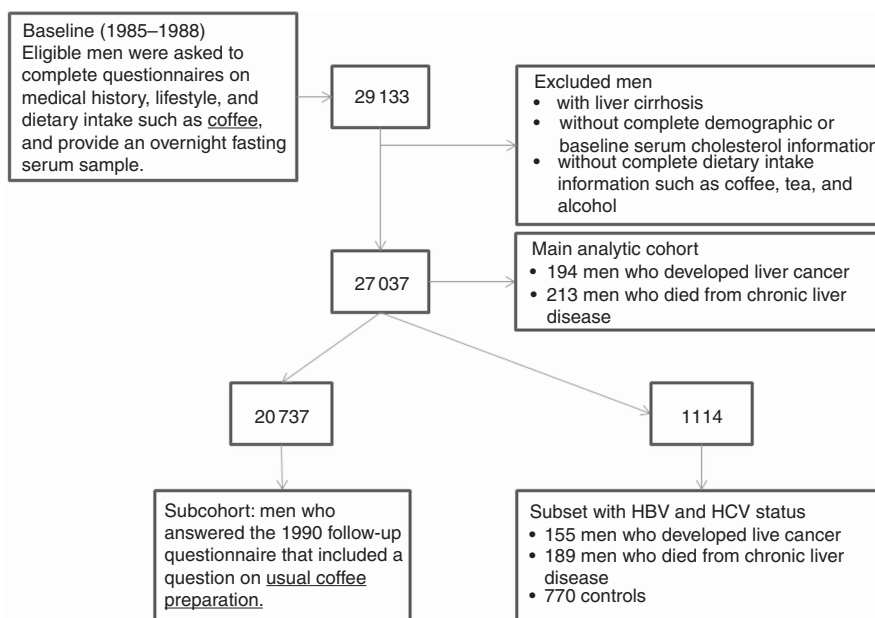 Baseline (1985–1988)
Eligible men were asked to
complete questionnaires on
medical history, lifestyle, and
dietary intake such as coffee,
and provide an overnight fasting
serum sample.
29 133
Excluded men
• with liver cirrhosis
• without complete demographic or
baseline serum cholesterol information
• without complete dietary intake
information such as coffee, tea, and
alcohol
27 037
Main analytic cohort
• 194 men who developed liver cancer
• 213 men who died from chronic liver
disease
20 737
1114
Subcohort: men who
answered the 1990 follow-up
questionnaire that included a
question on usual coffee
preparation.
Subset with HBV and HCV status
• 155 men who developed live cancer
• 189 men who died from chronic liver
disease
• 770 controls